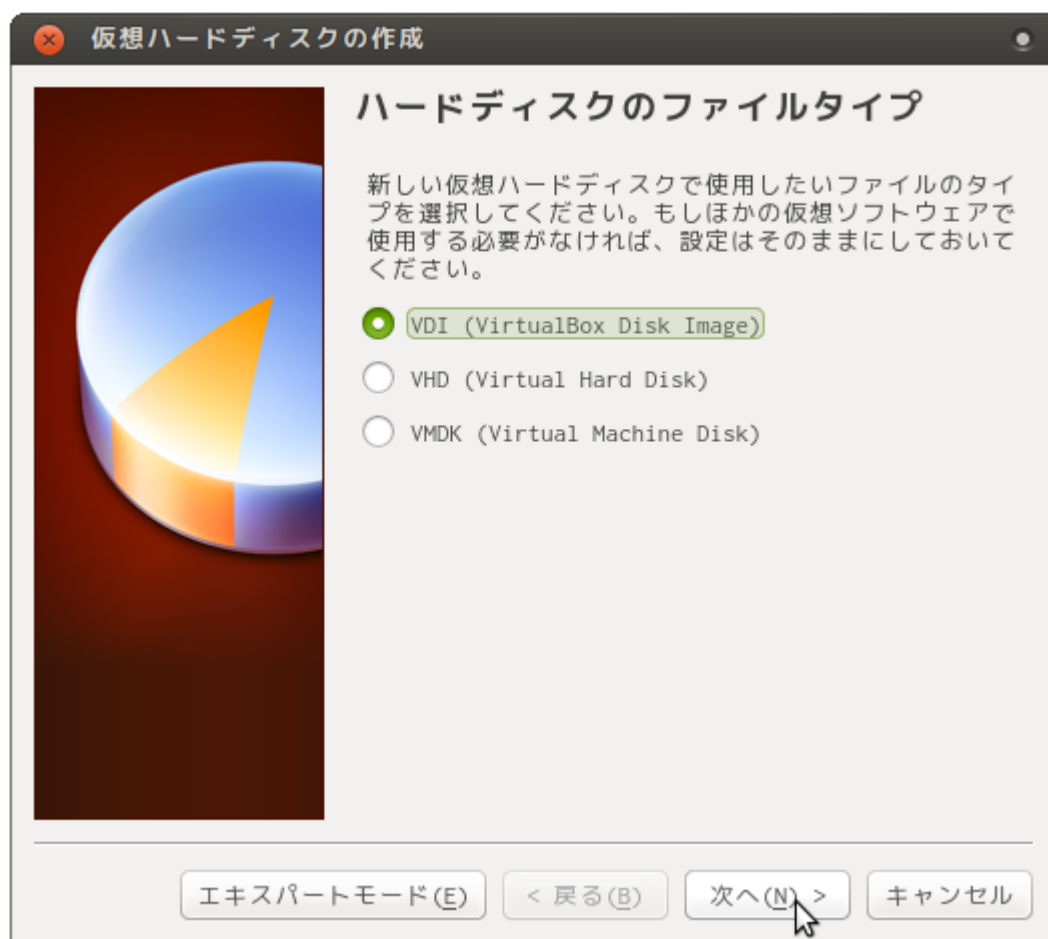 仮想ハードディスクの作成
ハードディスクのファイルタイプ
新しい仮想ハードディスクで使用したいファイルのタイ
プを選択してください。もしほかの仮想ソフトウェアで
使用する必要がなければ、設定はそのままにしておいて
ください。
VDI (VirtualBox Disk Image)
VHD (Virtual Hard Disk)
VMDK (Virtual Machine Disk)
エキスパートモード(E) < 戻る(B) 次へ(N) > キャンセル